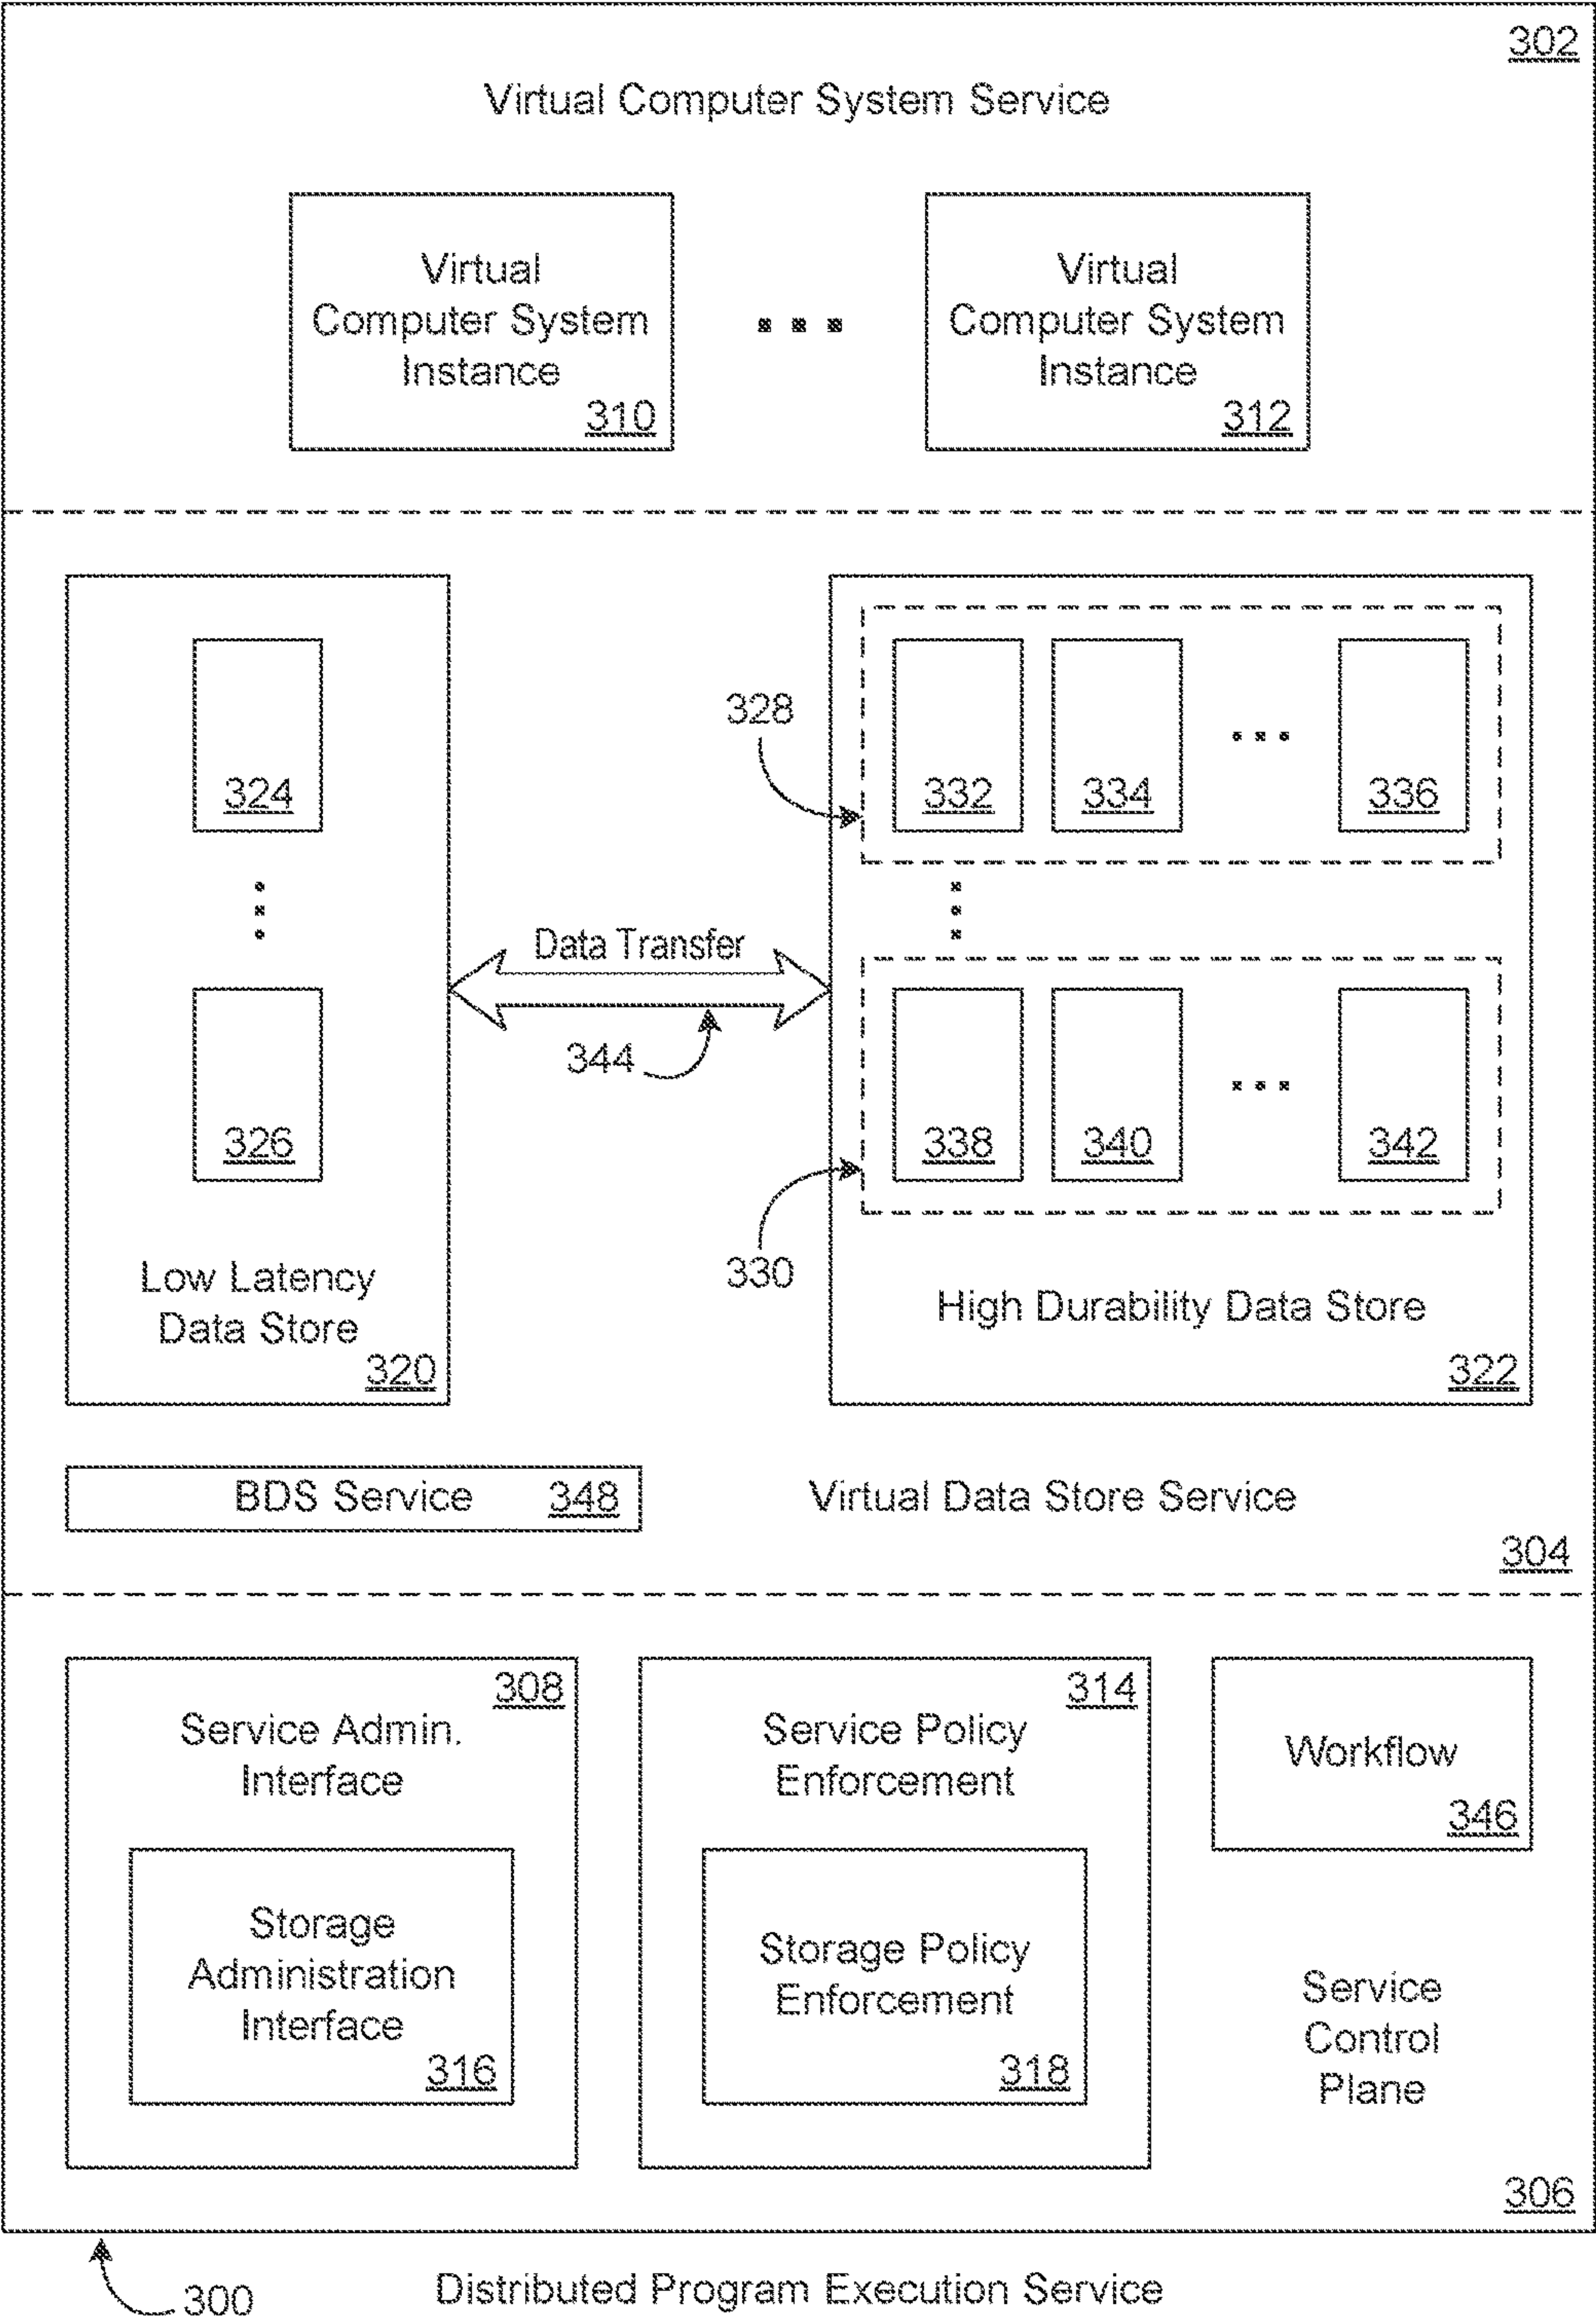 302
Virtual Computer System Service
Virtual
Computer System
Instance
310
Virtual
Computer System
Instance
312
324
326
Low Latency
Data Store
320
Data Transfer
344
328
332
334
336
338
340
342
330
High Durability Data Store
322
BDS Service 348
Virtual Data Store Service
304
308
Service Admin.
Interface
Storage
Administration
Interface
316
314
Service Policy
Enforcement
Storage Policy
Enforcement
318
Workflow
346
Service
Control
Plane
306
300
Distributed Program Execution Service